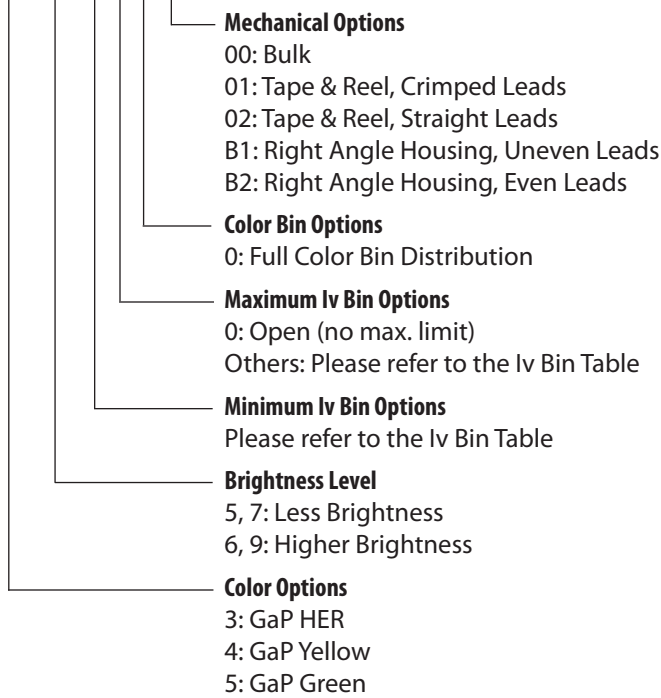 Mechanical Options
00: Bulk
01: Tape & Reel, Crimped Leads
02: Tape & Reel, Straight Leads
B1: Right Angle Housing, Uneven Leads
B2: Right Angle Housing, Even Leads
Color Bin Options
0: Full Color Bin Distribution
Maximum Iv Bin Options
0: Open (no max. limit)
Others: Please refer to the Iv Bin Table
Minimum Iv Bin Options
Please refer to the Iv Bin Table
Brightness Level
5, 7: Less Brightness
6, 9: Higher Brightness
Color Options
3: GaP HER
4: GaP Yellow
5: GaP Green